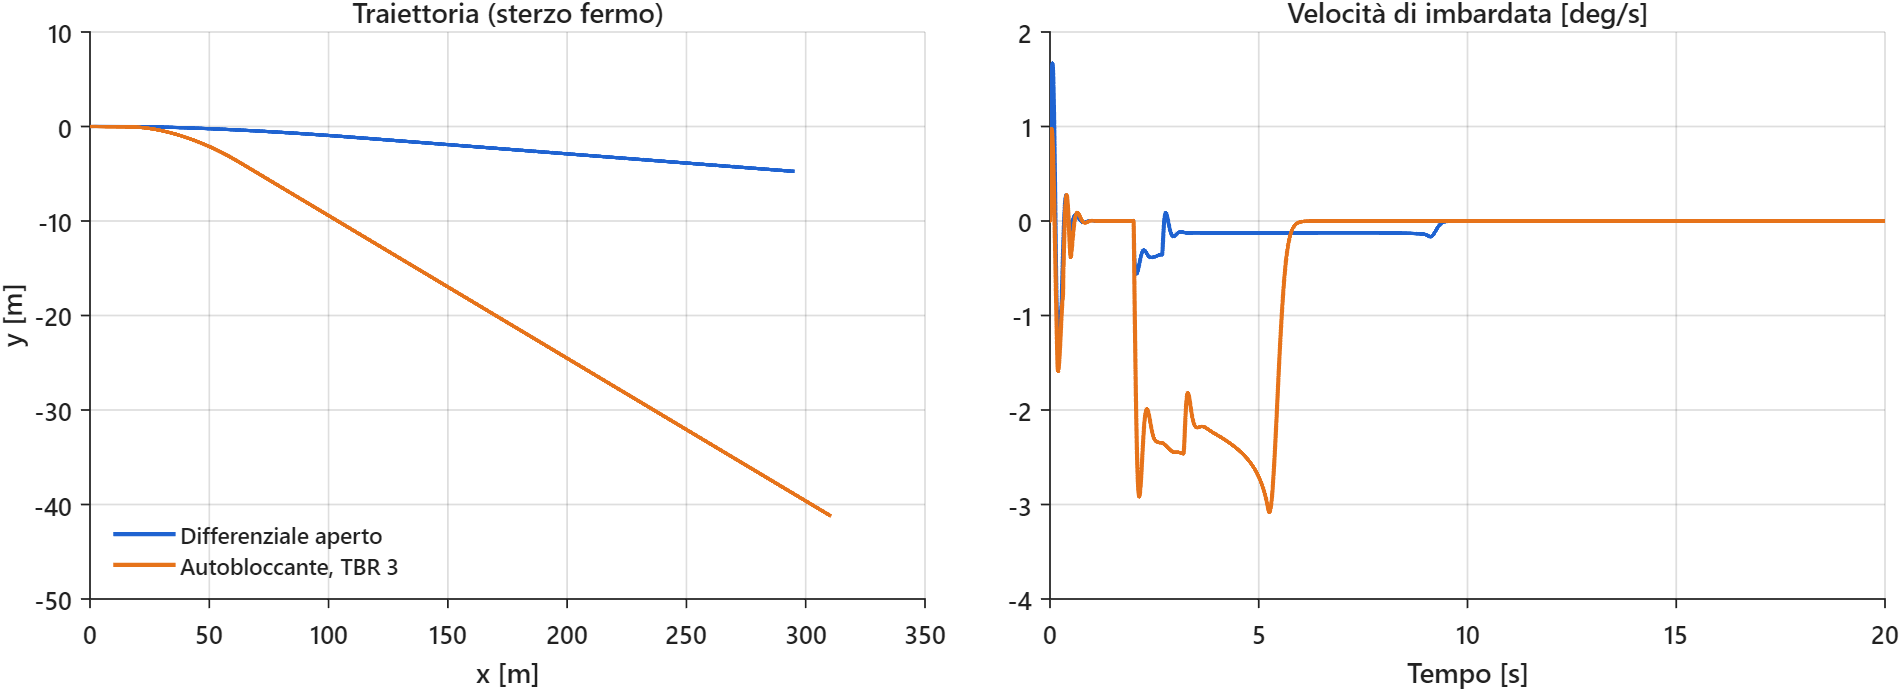 Traiettoria (sterzo fermo)
10
0
-10
-20
-30
-40
-50
y [m]
Differenziale aperto
Autobloccante, TBR 3
0 50 100 150 200 250 300 350
x [m]
Velocità di imbardata [deg/s]
2
1
0
-1
-2
-3
-4
0 5 10 15 20
Tempo [s]